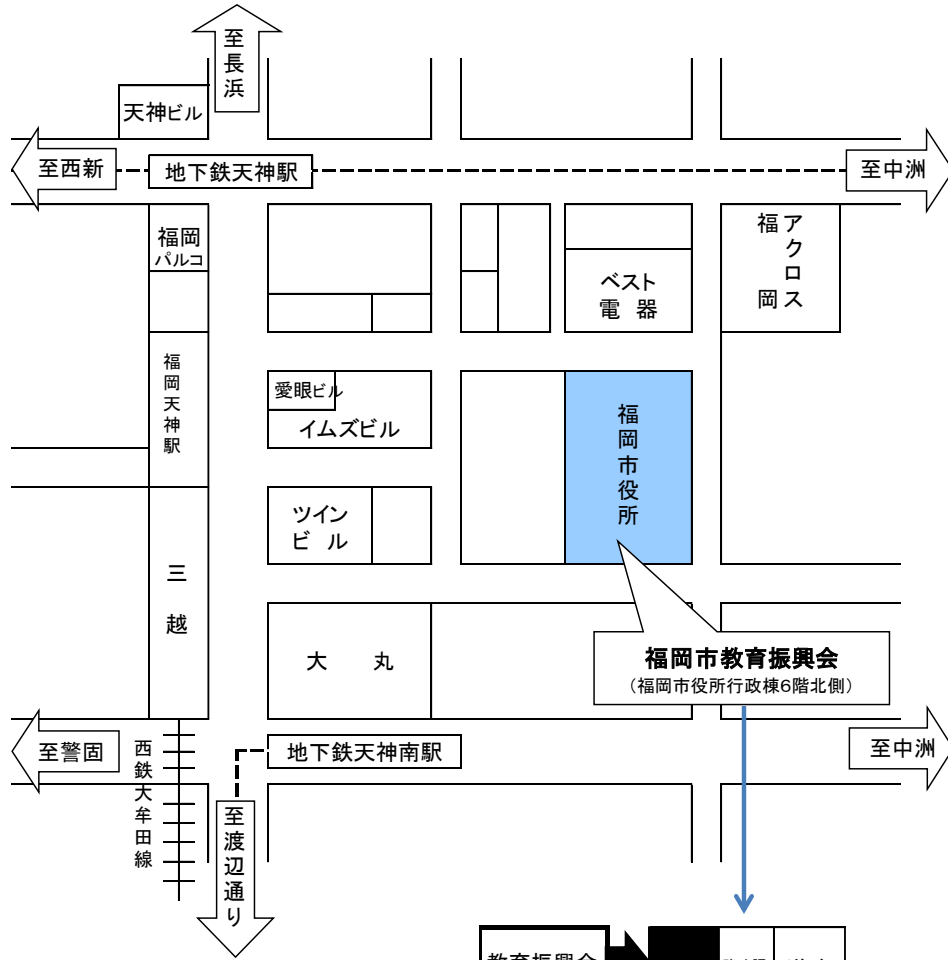 至長浜
天神ビル
至西新
地下鉄天神駅
至中洲
福岡
パルコ
アクロス
福岡
ベスト
電器
福岡天神駅
愛眼ビル
イムズビル
福岡市役所
ツイン
ビル
三越
大丸
福岡市教育振興会
（福岡市役所行政棟6階北側）
至警固
西鉄大牟田線
地下鉄天神南駅
至中洲
至渡辺通り
教育振興会